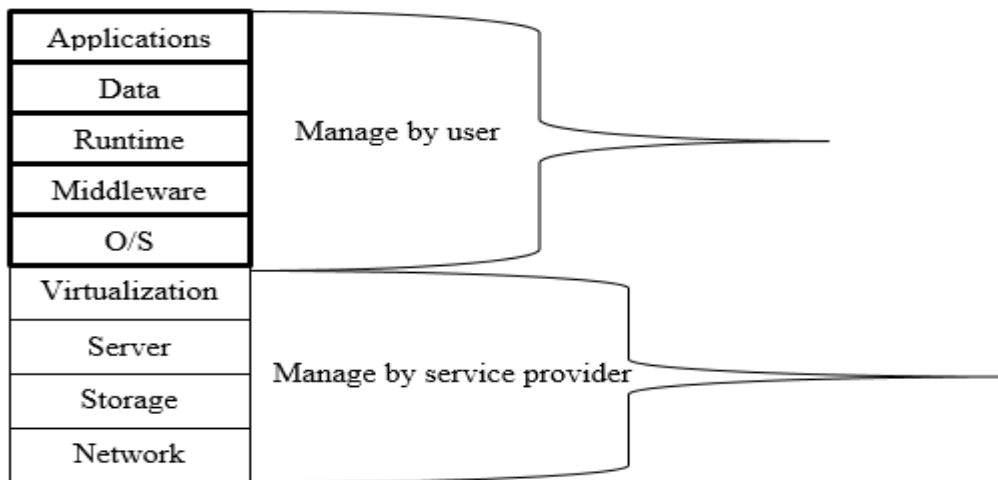 Applications
Data
Runtime
Middleware
O/S
Manage by user
Virtualization
Server
Storage
Network
Manage by service provider